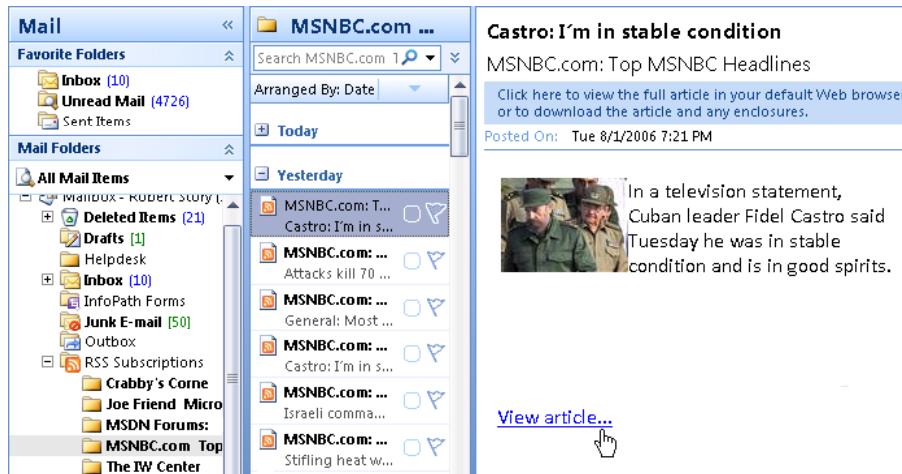 Mail «
Favorite Folders
Inbox (10)
Unread Mail (4726)
Sent Items
Mail Folders
All Mail Items
Mailbox - Robert Story (.
Deleted Items (21)
Drafts [1]
Helpdesk
Inbox (10)
InfoPath Forms
Junk E-mail [50]
Outbox
RSS Subscriptions
Crabby's Corne
Joe Friend Micro
MSDN Forums:
MSNBC.com Top
The IW Center
MSNBC.com ...
Search MSNBC.com T
Arranged By: Date
Today
Yesterday
MSNBC.com: T...
Castro: I'm in s...
MSNBC.com: ...
Attacks kill 70 ...
MSNBC.com: ...
General: Most ...
MSNBC.com: ...
Castro: I'm in s...
MSNBC.com: ...
Israeli comma...
MSNBC.com: ...
Stifling heat w...
Castro: I´m in stable condition
MSNBC.com: Top MSNBC Headlines
Click here to view the full article in your default Web browse
or to download the article and any enclosures.
Posted On: Tue 8/1/2006 7:21 PM
In a television statement,
Cuban leader Fidel Castro said
Tuesday he was in stable
condition and is in good spirits.
View article...